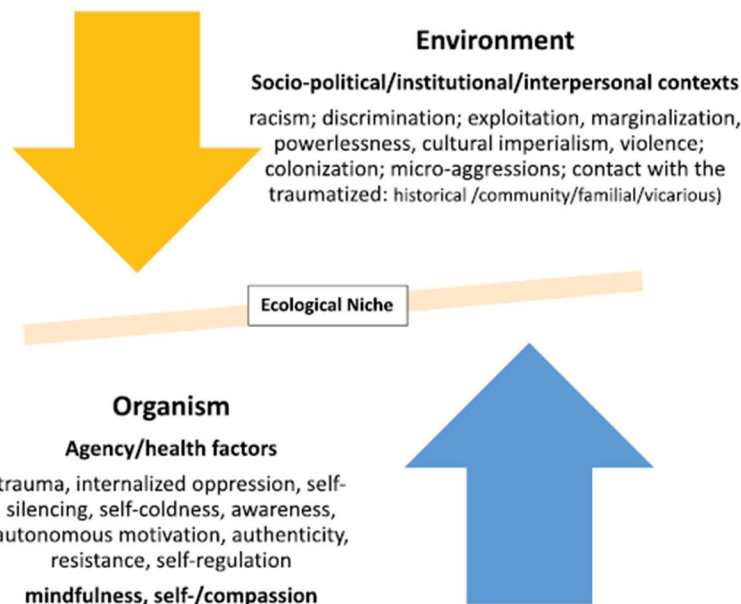 Environment
Socio-political/institutional/interpersonal contexts
racism; discrimination; exploitation, marginalization,
powerlessness, cultural imperialism, violence;
colonization; micro-aggressions; contact with the
traumatized: historical /community/familial/vicarious)
Ecological Niche
Organism
Agency/health factors
trauma, internalized oppression, self-
silencing, self-coldness, awareness,
autonomous motivation, authenticity,
resistance, self-regulation
mindfulness, self-/compassion